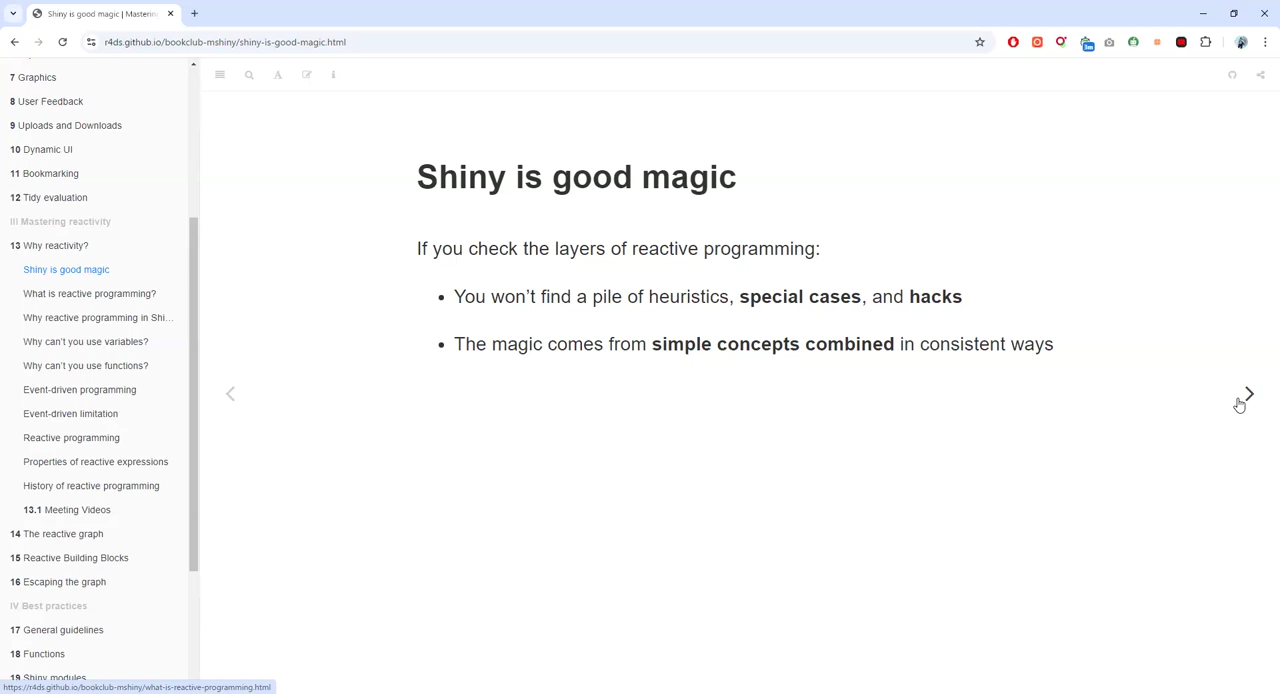 Shiny is good magic | Mastering
r4ds.github.io/bookclub-mshiny/shiny-is-good-magic.html
7 Graphics
8 User Feedback
9 Uploads and Downloads
10 Dynamic UI
11 Bookmarking
12 Tidy evaluation
III Mastering reactivity
13 Why reactivity?
Shiny is good magic
What is reactive programming?
Why reactive programming in Shi...
Why can't you use variables?
Why can't you use functions?
Event-driven programming
Event-driven limitation
Reactive programming
Properties of reactive expressions
History of reactive programming
13.1 Meeting Videos
14 The reactive graph
15 Reactive Building Blocks
16 Escaping the graph
IV Best practices
17 General guidelines
18 Functions
19 Shiny modules
https://r4ds.github.io/bookclub-mshiny/what-is-reactive-programming.html
Shiny is good magic
If you check the layers of reactive programming:
• You won’t find a pile of heuristics, special cases, and hacks
• The magic comes from simple concepts combined in consistent ways